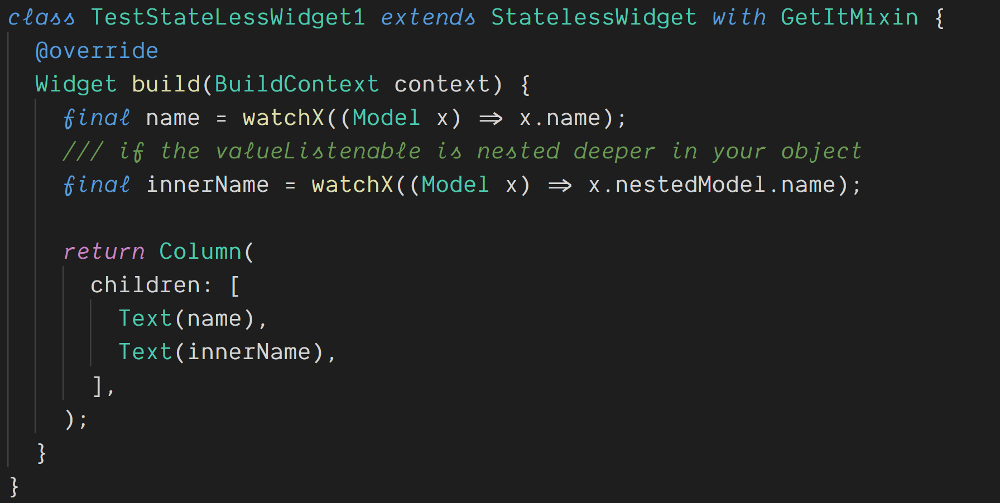 class TestStateLessWidget1 extends StatelessWidget with GetItMixin {
  @override
  Widget build(BuildContext context) {
    final name = watchX((Model x) => x.name);
    /// if the valueListenable is nested deeper in your object
    final innerName = watchX((Model x) => x.nestedModel.name);

    return Column(
      children: [
        Text(name),
        Text(innerName),
      ],
    );
  }
}